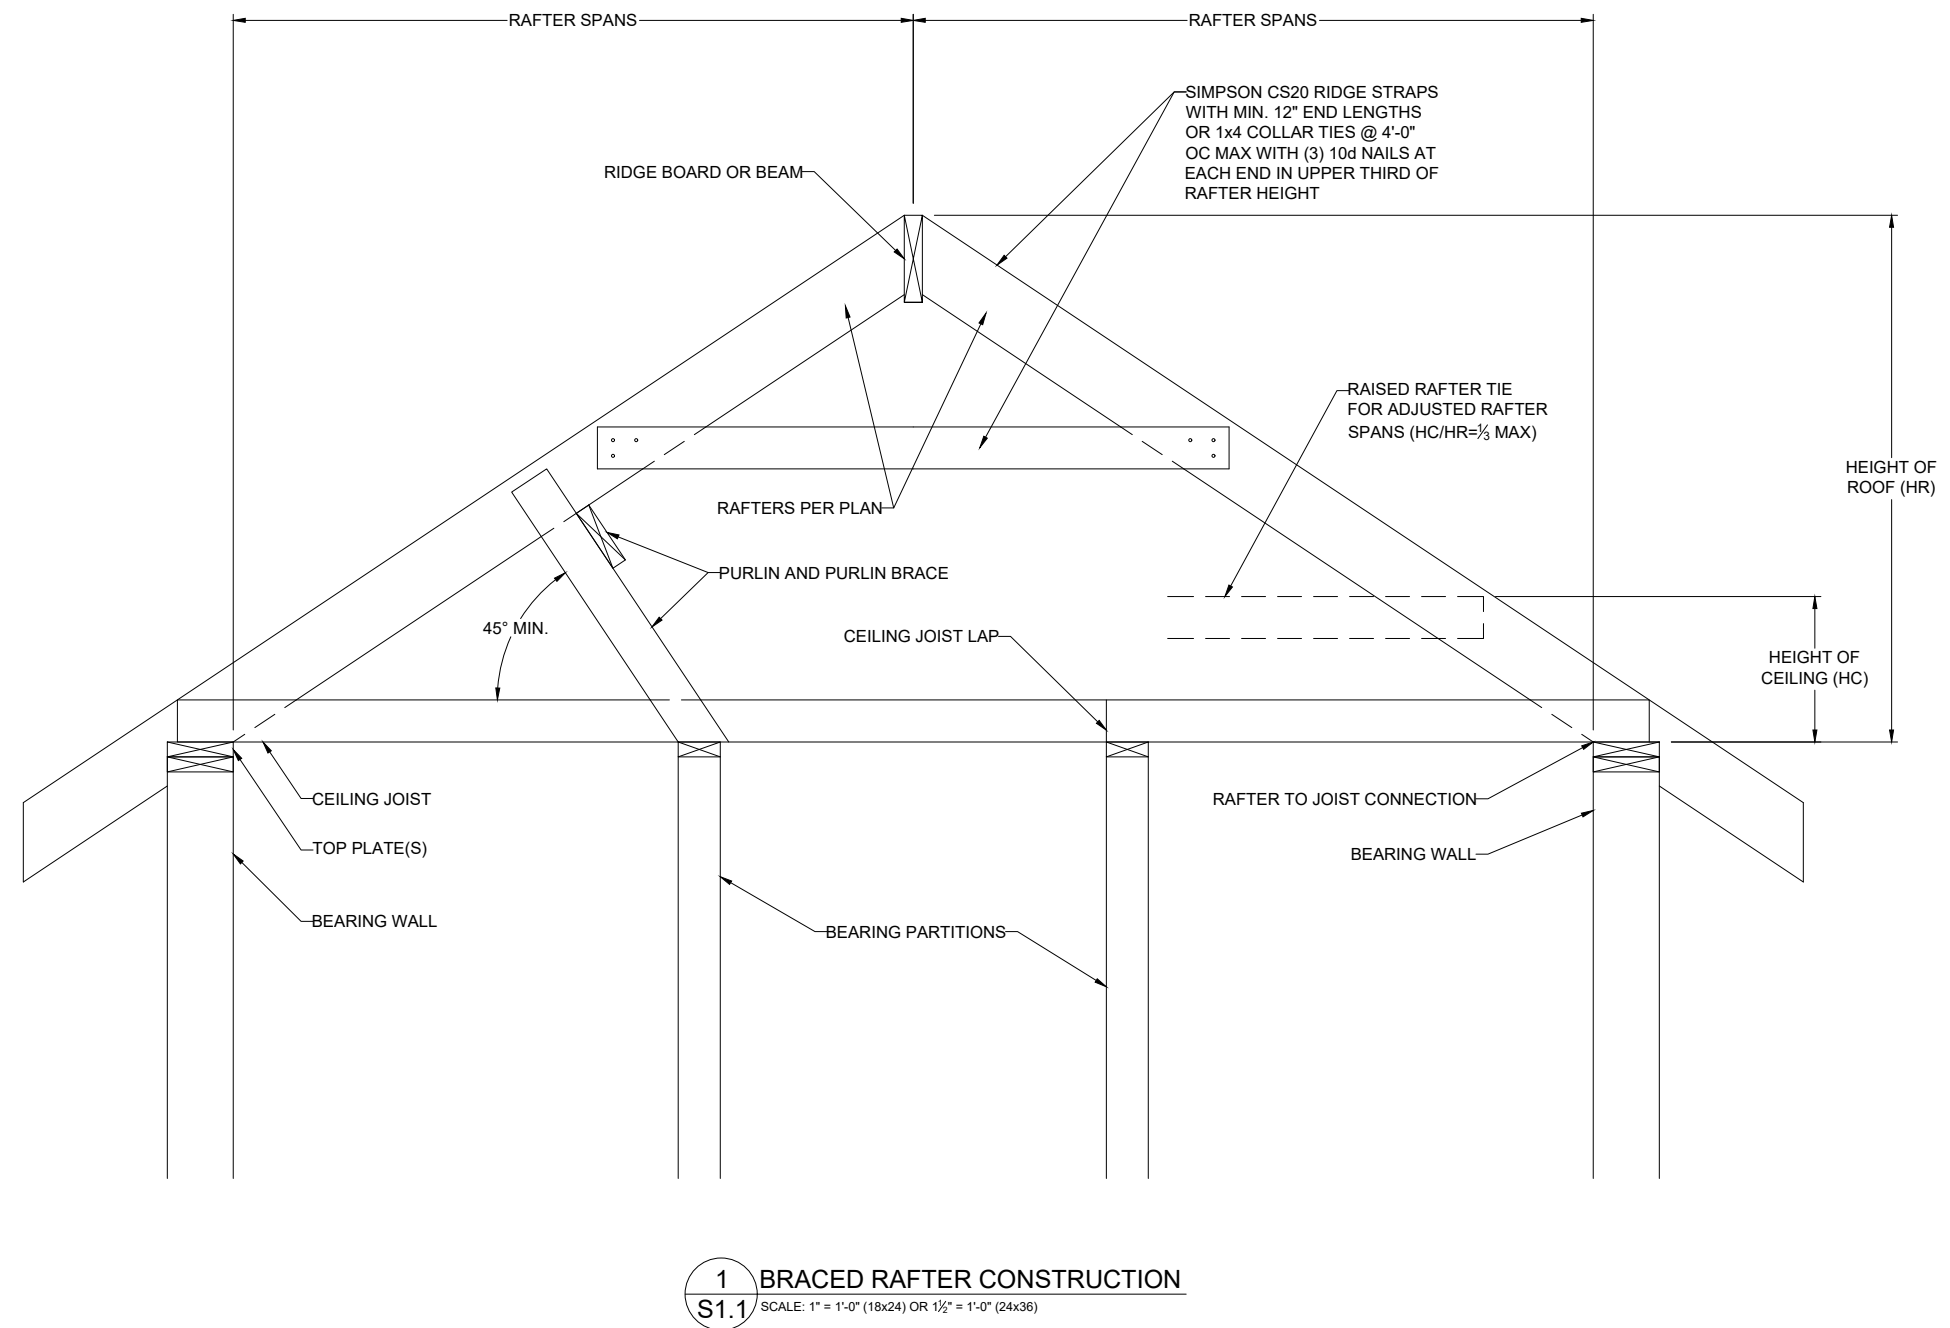 RAFTER SPANS
RAFTER SPANS
SIMPSON CS20 RIDGE STRAPS
WITH MIN. 12" END LENGTHS
OR 1x4 COLLAR TIES @ 4'-0"
OC MAX WITH (3) 10d NAILS AT
EACH END IN UPPER THIRD OF
RAFTER HEIGHT
RIDGE BOARD OR BEAM
RAISED RAFTER TIE
FOR ADJUSTED RAFTER
SPANS (HC/HR=⅓ MAX)
HEIGHT OF
ROOF (HR)
RAFTERS PER PLAN
PURLIN AND PURLIN BRACE
45° MIN.
CEILING JOIST LAP
HEIGHT OF
CEILING (HC)
CEILING JOIST
RAFTER TO JOIST CONNECTION
TOP PLATE(S)
BEARING WALL
BEARING WALL
BEARING PARTITIONS
1
BRACED RAFTER CONSTRUCTION
S1.1
SCALE: 1" = 1'-0" (18x24) OR 1½" = 1'-0" (24x36)